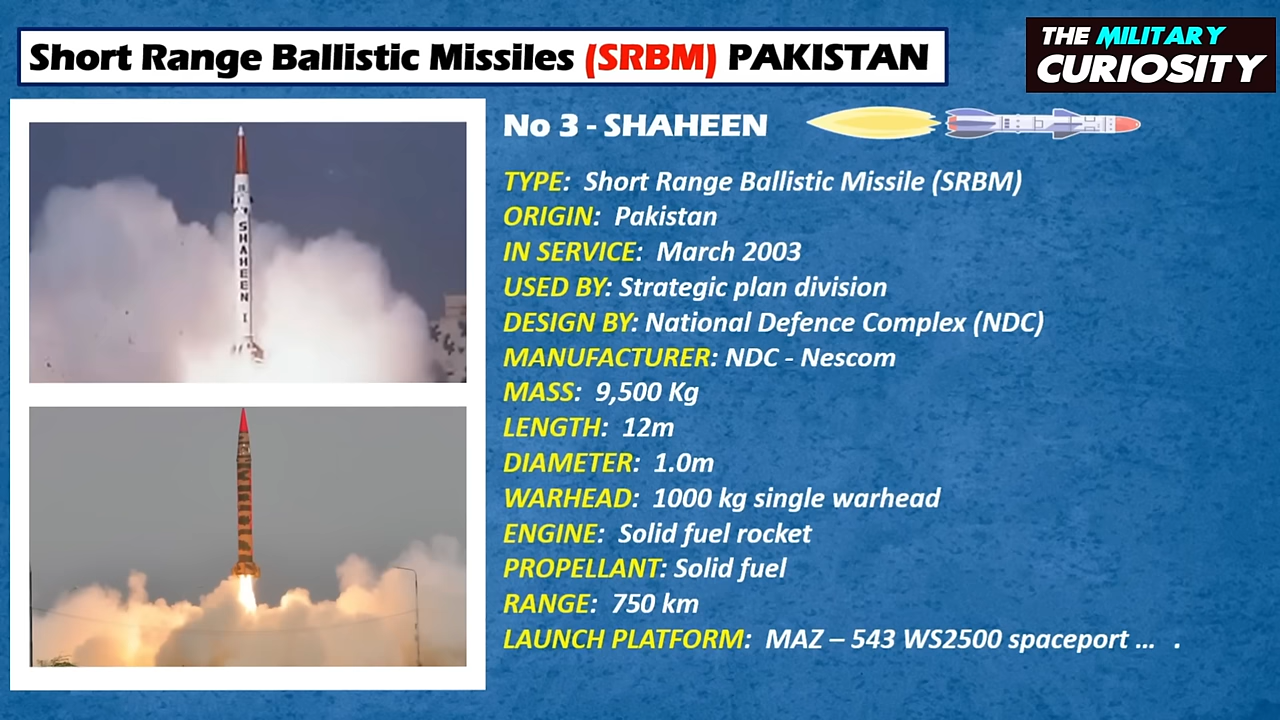 Short Range Ballistic Missiles (SRBM) PAKISTAN
THE MILITARY
CURIOSITY
No 3 - SHAHEEN
TYPE: Short Range Ballistic Missile (SRBM)
ORIGIN: Pakistan
IN SERVICE: March 2003
USED BY: Strategic plan division
DESIGN BY: National Defence Complex (NDC)
MANUFACTURER: NDC - Nescom
MASS: 9,500 Kg
LENGTH: 12m
DIAMETER: 1.0m
WARHEAD: 1000 kg single warhead
ENGINE: Solid fuel rocket
PROPELLANT: Solid fuel
RANGE: 750 km
LAUNCH PLATFORM: MAZ – 543 WS2500 spaceport ... .
SHAHEEN I